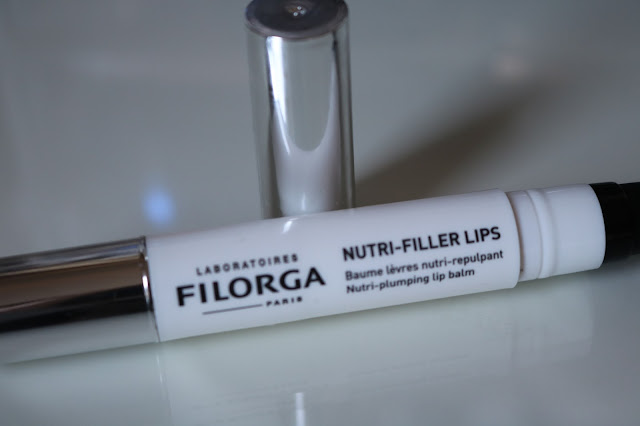 LABORATOIRES
FILORGA
PARIS
NUTRI-FILLER LIPS
Baume lèvres nutri-repulpant
Nutri-plumping lip balm